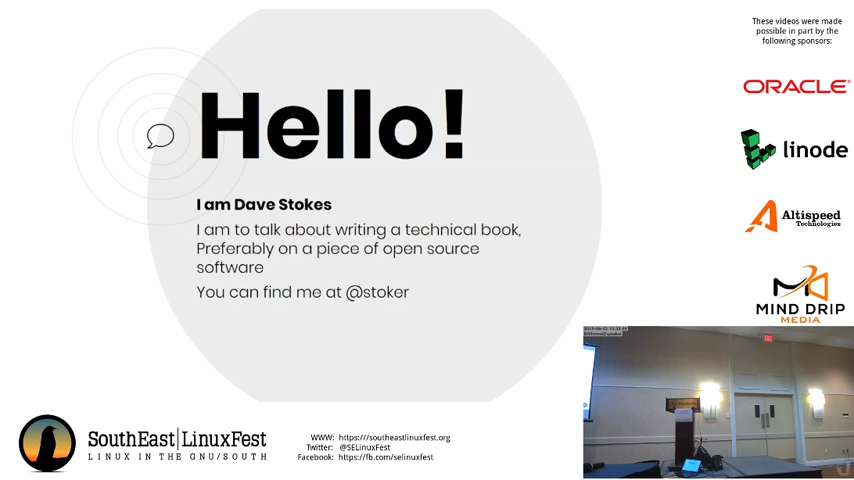 These videos were made
possible in part by the
following sponsors:
ORACLE
linode
Altispeed
Technologies
MIND DRIP
MEDIA
Hello!
I am Dave Stokes
I am to talk about writing a technical book,
Preferably on a piece of open source
software
You can find me at @stoker
SouthEast|LinuxFest
LINUX IN THE GNU/SOUTH
WWW: https:///southeastlinuxfest.org
Twitter: @SELinuxFest
Facebook: https://fb.com/selinuxfest